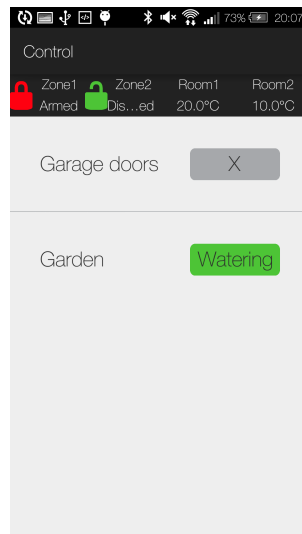 73% 20:07
Control
Zone1 Zone2 Room1 Room2
Armed Dis...ed 20.0°C 10.0°C
Garage doors X
Garden Watering